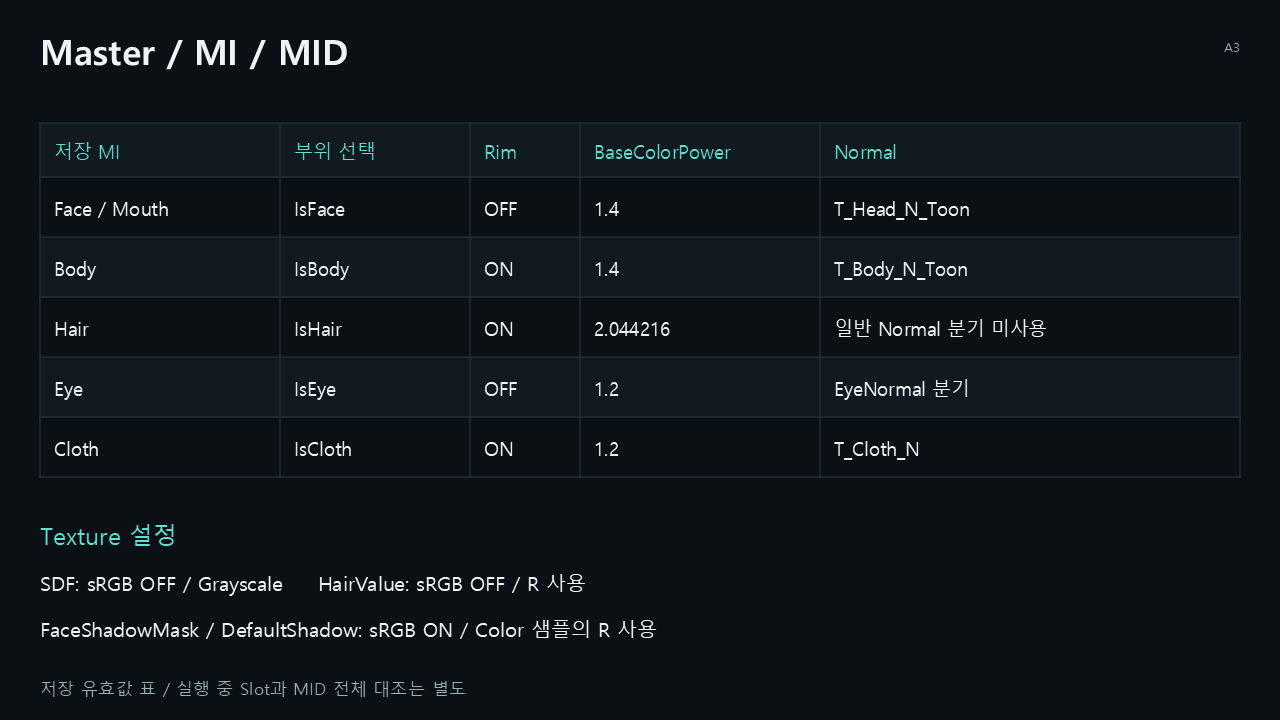 Master / MI / MID
A3
저장 MI 부위 선택 Rim BaseColorPower Normal
Face / Mouth IsFace OFF 1.4 T_Head_N_Toon
Body IsBody ON 1.4 T_Body_N_Toon
Hair IsHair ON 2.044216 일반 Normal 분기 미사용
Eye IsEye OFF 1.2 EyeNormal 분기
Cloth IsCloth ON 1.2 T_Cloth_N
Texture 설정
SDF: sRGB OFF / Grayscale HairValue: sRGB OFF / R 사용
FaceShadowMask / DefaultShadow: sRGB ON / Color 샘플의 R 사용
저장 유효값 표 / 실행 중 Slot과 MID 전체 대조는 별도